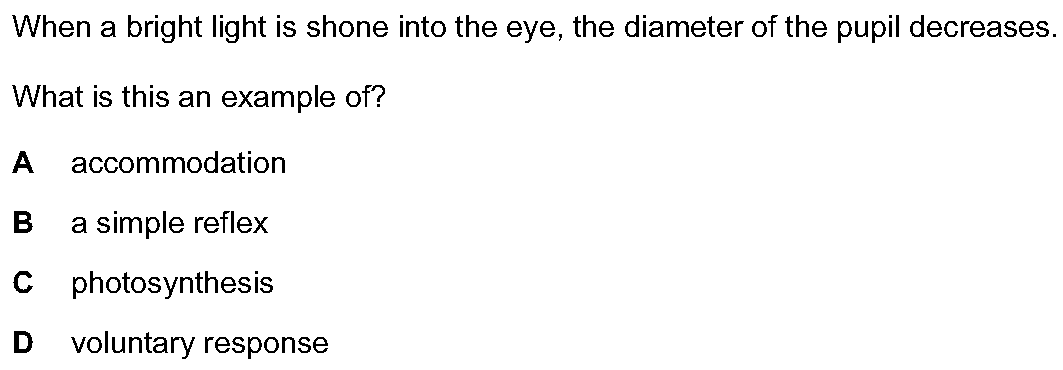 When a bright light is shone into the eye, the diameter of the pupil decreases.
What is this an example of?
A accommodation
B a simple reflex
C photosynthesis
D voluntary response